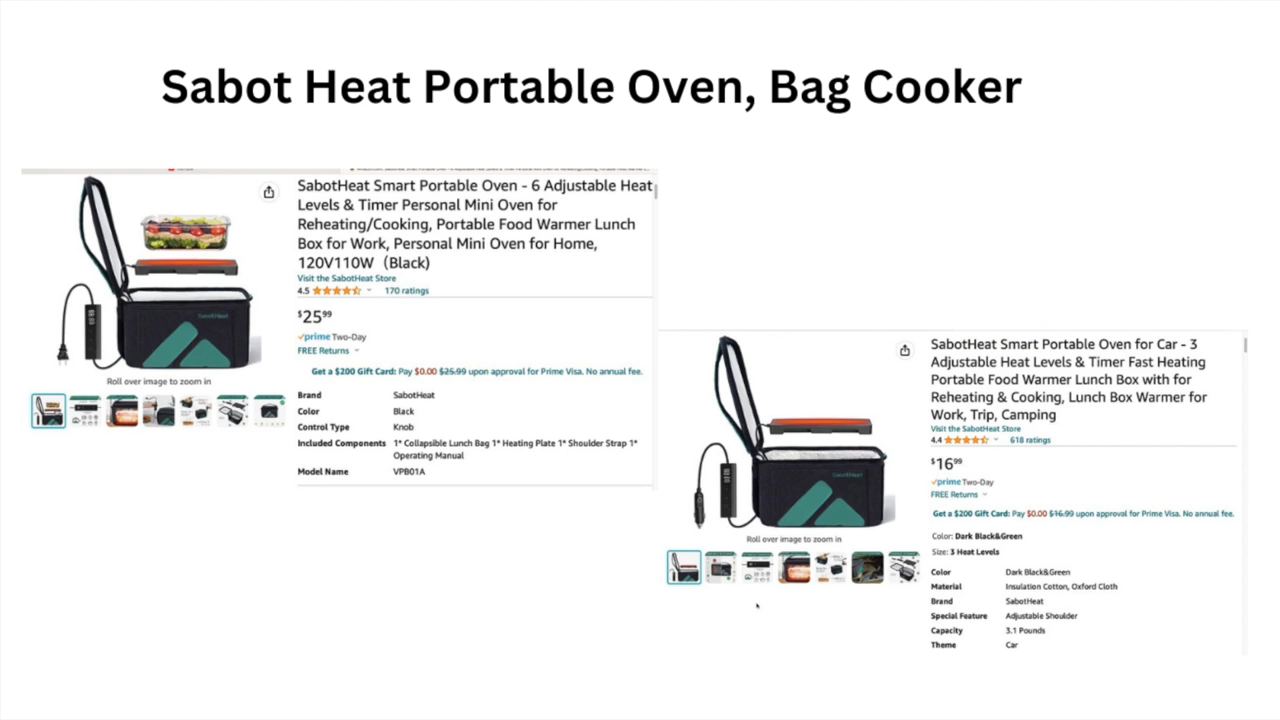 Sabot Heat Portable Oven, Bag Cooker
SabotHeat Smart Portable Oven - 6 Adjustable Heat
Levels & Timer Personal Mini Oven for
Reheating/Cooking, Portable Food Warmer Lunch
Box for Work, Personal Mini Oven for Home,
120V110W（Black)
Visit the SabotHeat Store
4.5 170 ratings
$25 99
prime Two-Day
FREE Returns
Get a $200 Gift Card: Pay $0.00 $25.99 upon approval for Prime Visa. No annual fee.
Brand SabotHeat
Color Black
Control Type Knob
Included Components 1* Collapsible Lunch Bag 1* Heating Plate 1* Shoulder Strap 1*
Operating Manual
Model Name VPB01A
SabotHeat
Roll over image to zoom in
SabotHeat Smart Portable Oven for Car - 3
Adjustable Heat Levels & Timer Fast Heating
Portable Food Warmer Lunch Box with for
Reheating & Cooking, Lunch Box Warmer for
Work, Trip, Camping
Visit the SabotHeat Store
4.4 618 ratings
$16 99
prime Two-Day
FREE Returns
Get a $200 Gift Card: Pay $0.00 $16.99 upon approval for Prime Visa. No annual fee.
Color: Dark Black&Green
Size: 3 Heat Levels
Color Dark Black&Green
Material Insulation Cotton, Oxford Cloth
Brand SabotHeat
Special Feature Adjustable Shoulder
Capacity 3.1 Pounds
Theme Car
SabotHeat
Roll over image to zoom in